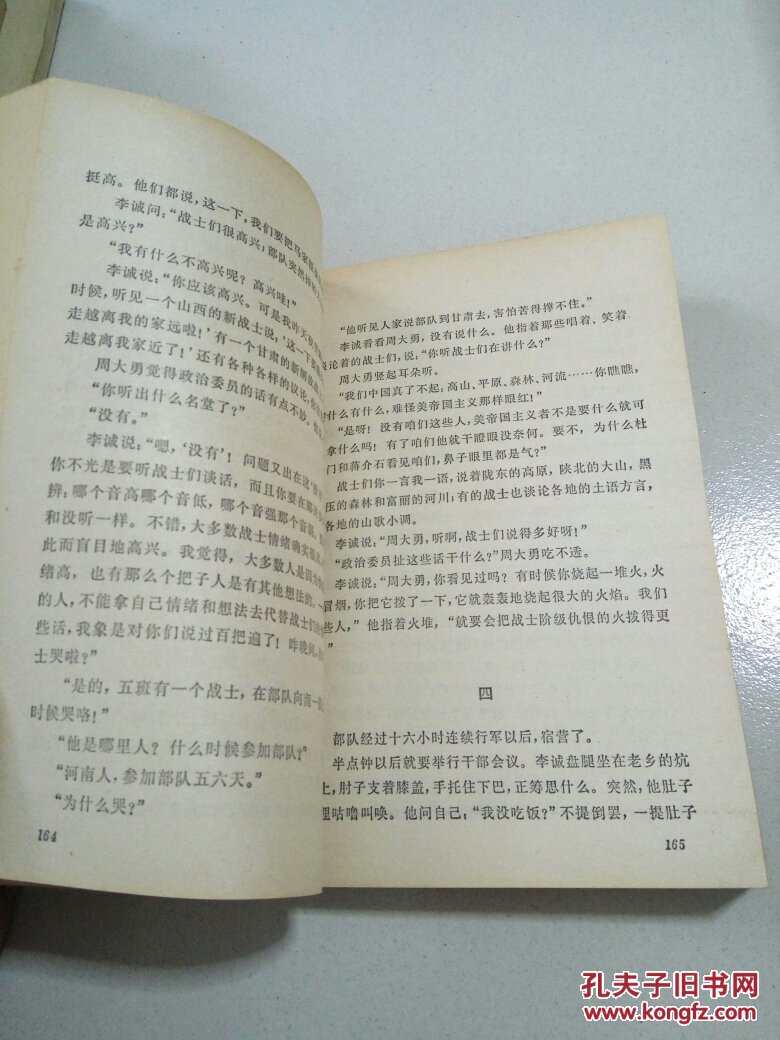 挺高。他们都说，这一下，我们要把马家
李诚问：“战士们很高兴；部队突然
是高兴？”
“我有什么不高兴呢？高兴哇！”
李诚说：“你应该高兴，可是我昨天
时候，听见一个山西的新战士说：‘这一下
走越离我的家远啦！’有一个甘肃的新解放
走越离我家近了！’还有各种各样的议论，
周大勇觉得政治委员的话有点不妙。
“你听出什么名堂了？”
“没有。”
李诚说：“嗯，‘没有’！问题又出在这
你不光是要听战士们谈话，而且你要在那
辨：哪个音高哪个音低，哪个音强那个音
和没听一样。不错，大多数战士情绪确实
此而盲目地高兴。我觉得，大多数人是因为
绪高，也有那么个把子人是有其他想法的。
的人，不能拿自己情绪和想法去代替战士们
些话，我象是对你们说过百把遍了！昨晚间，
士哭啦？”
“是的，五班有一个战士，在部队向南一
时候哭咯！”
“他是哪里人？什么时候参加部队？”
“河南人，参加部队五六天。”
“为什么哭？”
164
“他听见人家说部队到甘肃去，害怕苦得撑不住。”
李诚看看周大勇，没有说什么。他指着那些唱着、笑着
谈论着的战士们，说：“你听战士们在讲什么？”
周大勇竖起耳朵听。
“我们中国真了不起：高山、平原、森林、河流……你瞧瞧，
什么有什么，难怪美帝国主义那样眼红！”
“是呀！没有咱们这些人，美帝国主义者不是要什么就可
拿什么吗！有了咱们他就干瞪眼没奈何。要不，为什么杜
门和蒋介石看见咱们，鼻子眼里都是气？”
战士们你一言我一语，说着陇东的高原，陕北的大山，黑
压的森林和富丽的河川；有的战士也谈论各地的土语方言，
各地的山歌小调。
李诚说：“周大勇，听啊，战士们说得多好呀！”
“政治委员扯这些话干什么？”周大勇吃不透。
李诚说：“周大勇，你看见过吗？有时候你烧起一堆火，火
冒烟，你把它拨了一下，它就轰轰地烧起很大的火焰。我们
些人，”他指着火堆，“就要会把战士阶级仇恨的火拨得更
”
四
部队经过十六小时连续行军以后，宿营了。
半点钟以后就要举行干部会议。李诚盘腿坐在老乡的炕
上，肘子支着膝盖，手托住下巴，正筹思什么。突然，他肚子
里咕噜叫唤。他问自己：“我没吃饭？”不提倒罢，一提肚子
165
孔夫子旧书网
www.kongfz.com